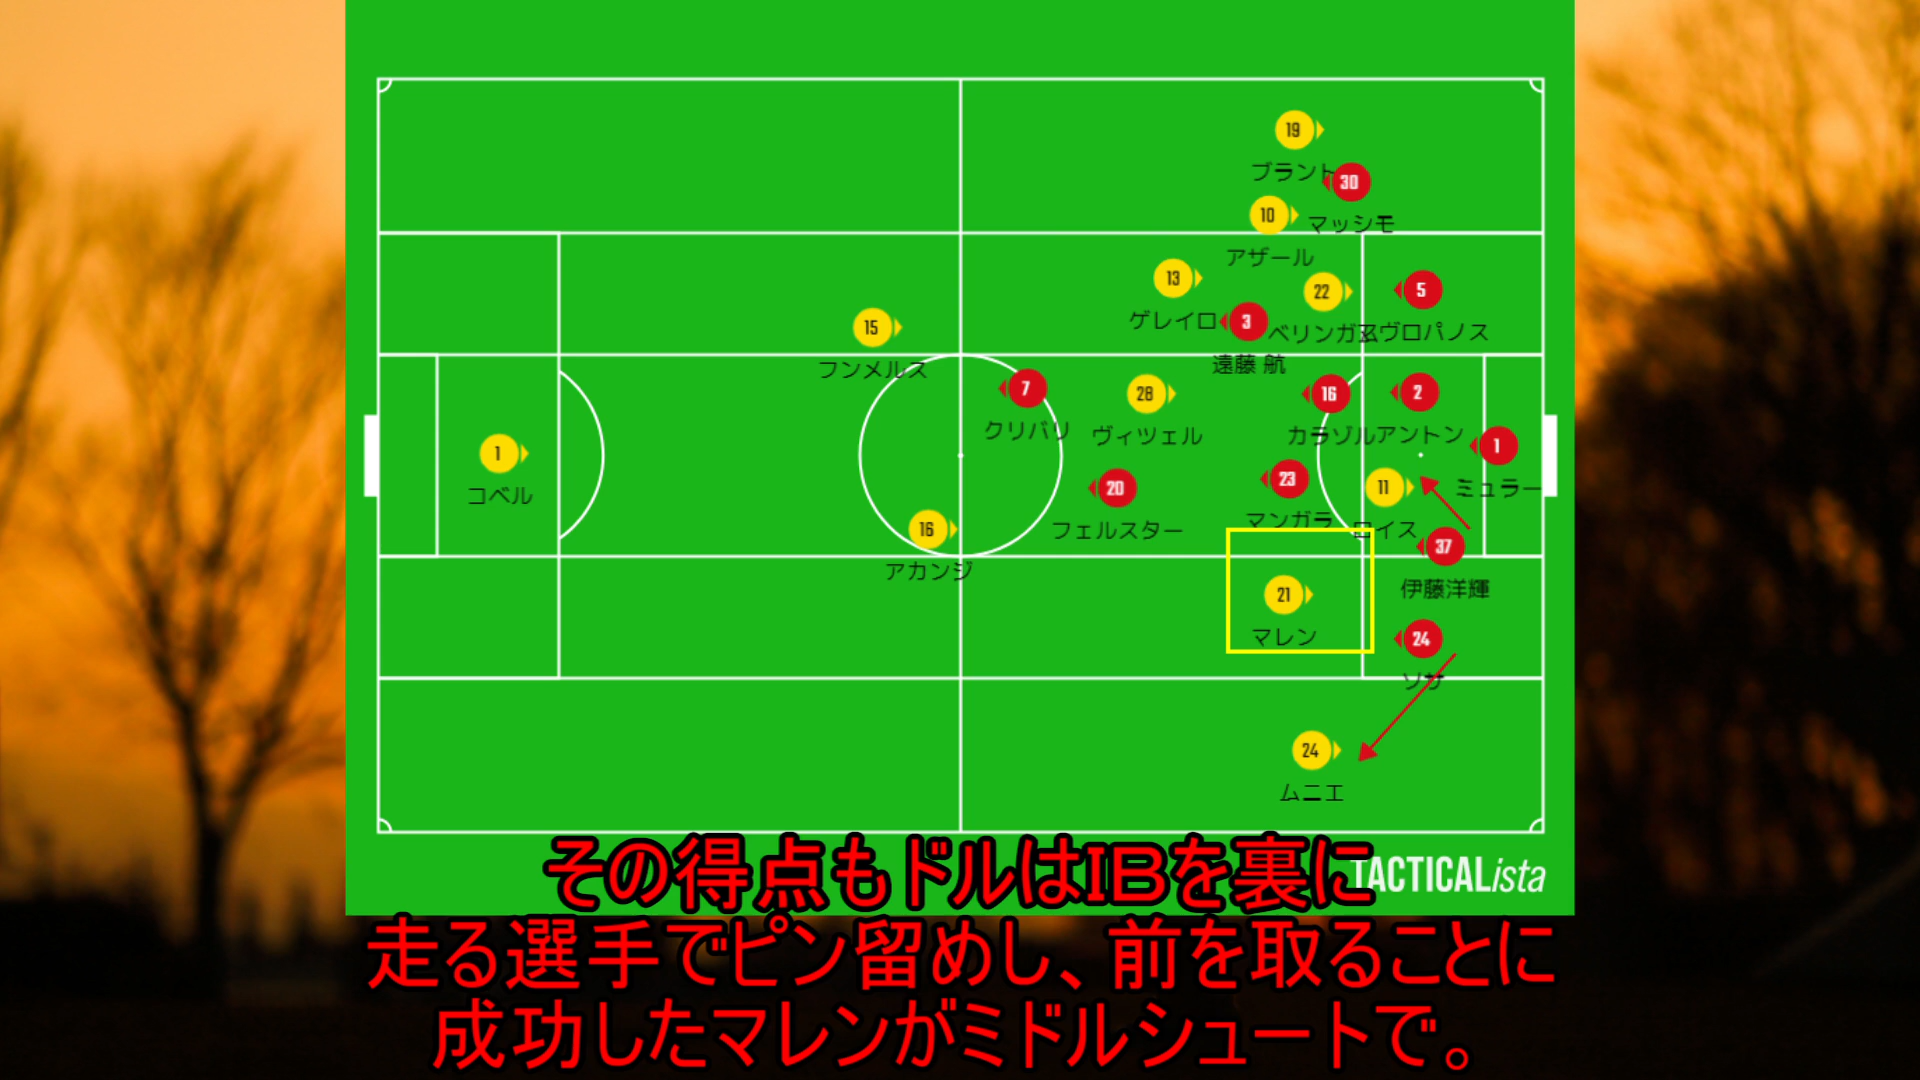 19
ブラント
30
マッシモ
10
アザール
13
ゲレイロ
22
ベリンガム
5
マヴロパノス
3
遠藤 航
15
フンメルス
7
クリバリ
28
ヴィツェル
16
カラゾル
2
アントン
1
ミュラー
1
コベル
20
フェルスター
23
マンガラ
11
ロイス
16
アカンジ
37
伊藤洋輝
21
マレン
24
ソサ
24
ムニエ
TACTICALista
その得点もドルはIBを裏に
走る選手でピン留めし、前を取ることに
成功したマレンがミドルシュートで。